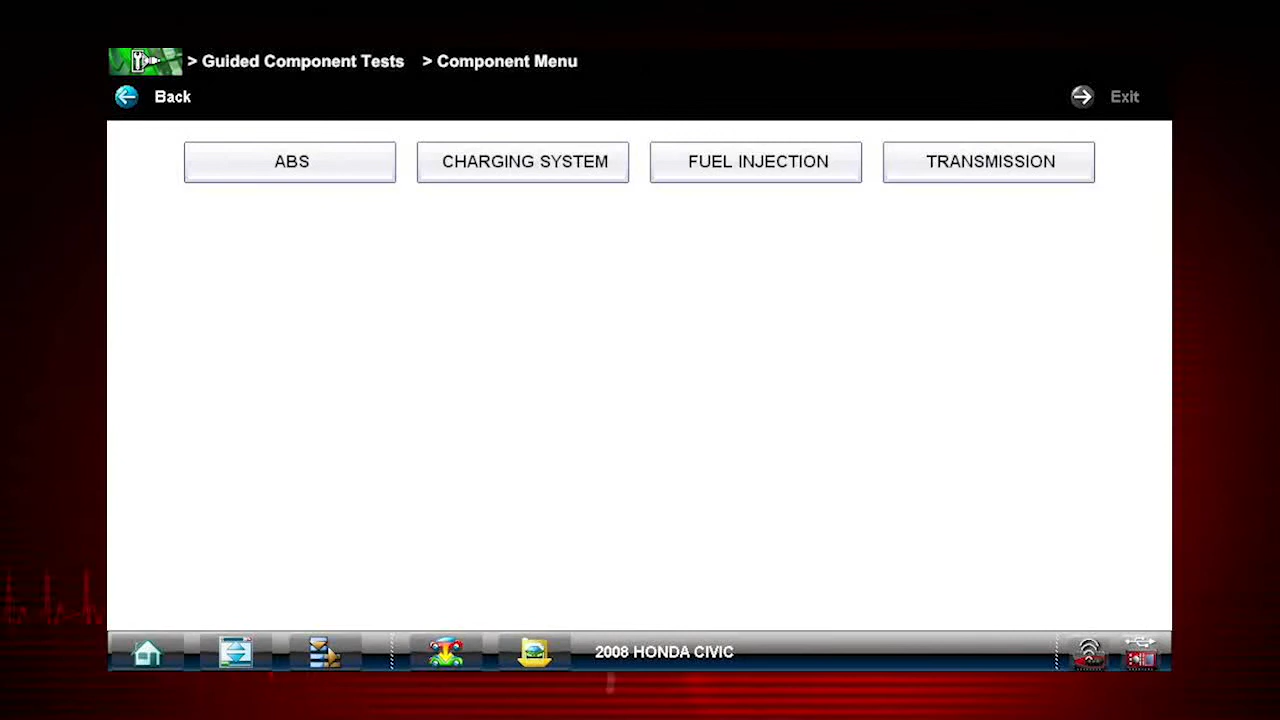 > Guided Component Tests > Component Menu
Back
Exit
ABS
CHARGING SYSTEM
FUEL INJECTION
TRANSMISSION
2008 HONDA CIVIC